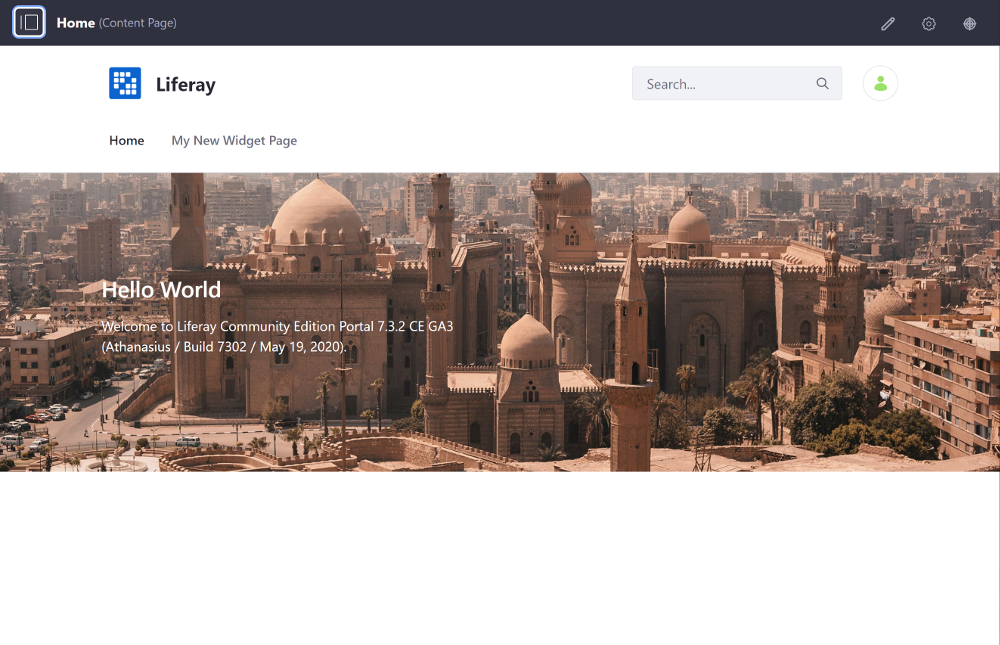 Home (Content Page)
Liferay
Search...
Home
My New Widget Page
Hello World
Welcome to Liferay Community Edition Portal 7.3.2 CE GA3
(Athanasius / Build 7302 / May 19, 2020).